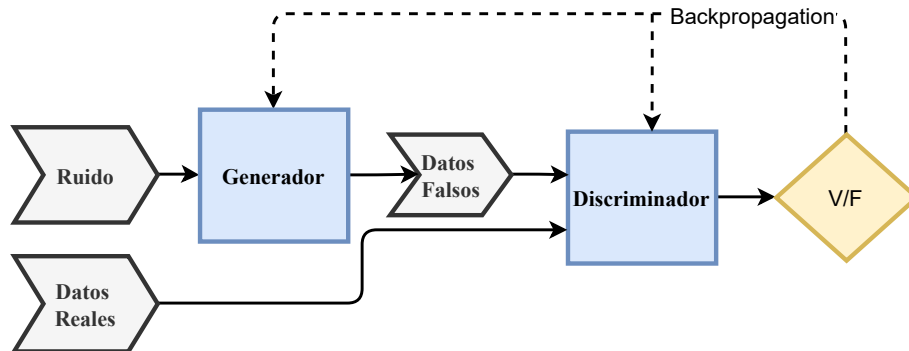 Backpropagation
Ruido
Generador
Datos
Falsos
Discriminador
V/F
Datos
Reales